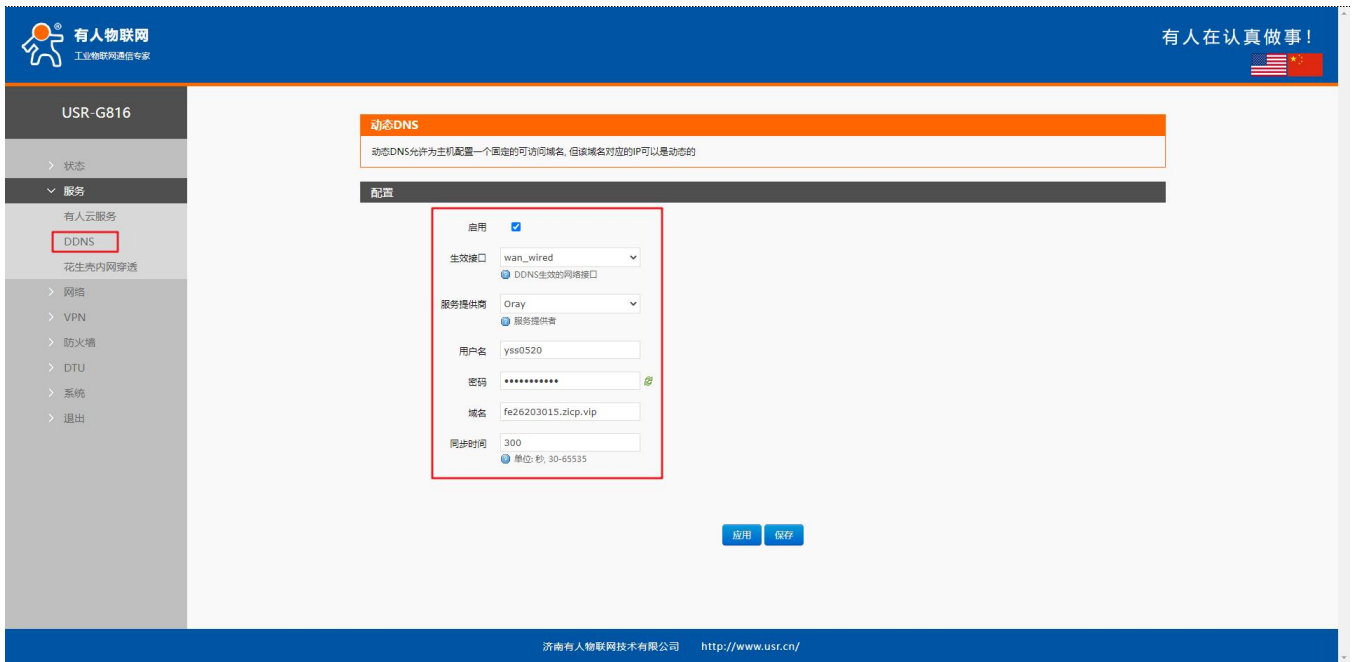 有人物联网
工业物联网通信专家
有人在认真做事！
USR-G816
状态
服务
有人云服务
DDNS
花生壳内网穿透
网络
VPN
防火墙
DTU
系统
退出
动态DNS
动态DNS允许为主机配置一个固定的可访问域名, 但该域名对应的IP可以是动态的
配置
启用
生效接口 wan_wired
DDNS生效的网络接口
服务提供商 Oray
服务提供者
用户名 yss0520
密码 •••••••••••
域名 fe26203015.zicp.vip
同步时间 300
单位: 秒, 30-65535
应用 保存
济南有人物联网技术有限公司 http://www.usr.cn/